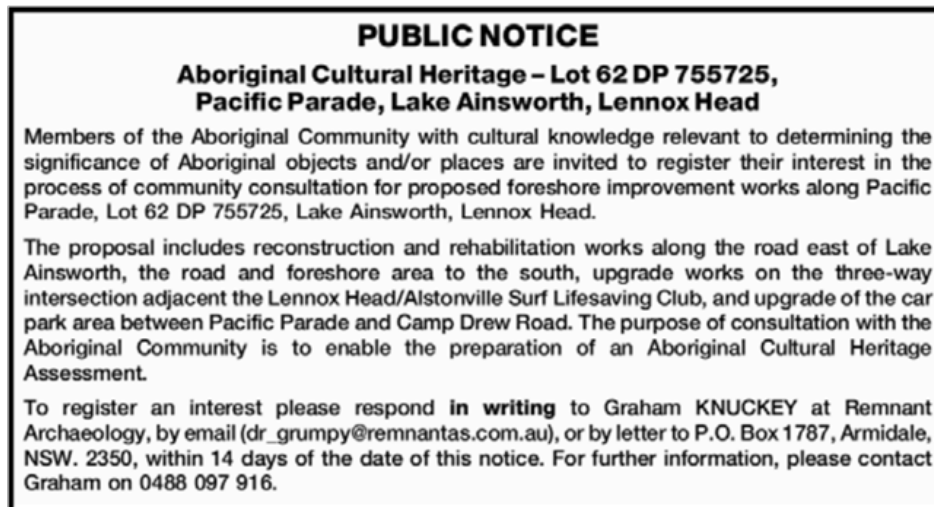 PUBLIC NOTICE
Aboriginal Cultural Heritage – Lot 62 DP 755725,
Pacific Parade, Lake Ainsworth, Lennox Head
Members of the Aboriginal Community with cultural knowledge relevant to determining the
significance of Aboriginal objects and/or places are invited to register their interest in the
process of community consultation for proposed foreshore improvement works along Pacific
Parade, Lot 62 DP 755725, Lake Ainsworth, Lennox Head.
The proposal includes reconstruction and rehabilitation works along the road east of Lake
Ainsworth, the road and foreshore area to the south, upgrade works on the three-way
intersection adjacent the Lennox Head/Alstonville Surf Lifesaving Club, and upgrade of the car
park area between Pacific Parade and Camp Drew Road. The purpose of consultation with the
Aboriginal Community is to enable the preparation of an Aboriginal Cultural Heritage
Assessment.
To register an interest please respond in writing to Graham KNUCKEY at Remnant
Archaeology, by email (dr_grumpy@remnantas.com.au), or by letter to P.O. Box 1787, Armidale,
NSW. 2350, within 14 days of the date of this notice. For further information, please contact
Graham on 0488 097 916.